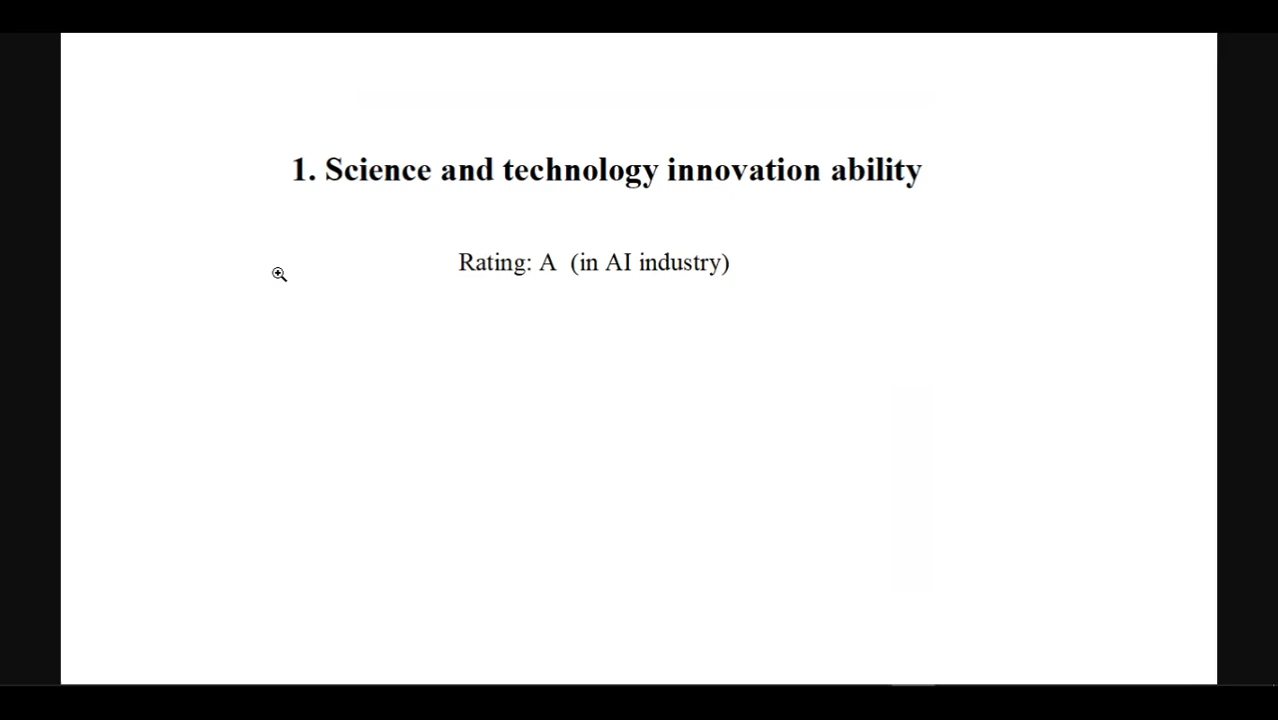 1. Science and technology innovation ability
Rating: A (in AI industry)